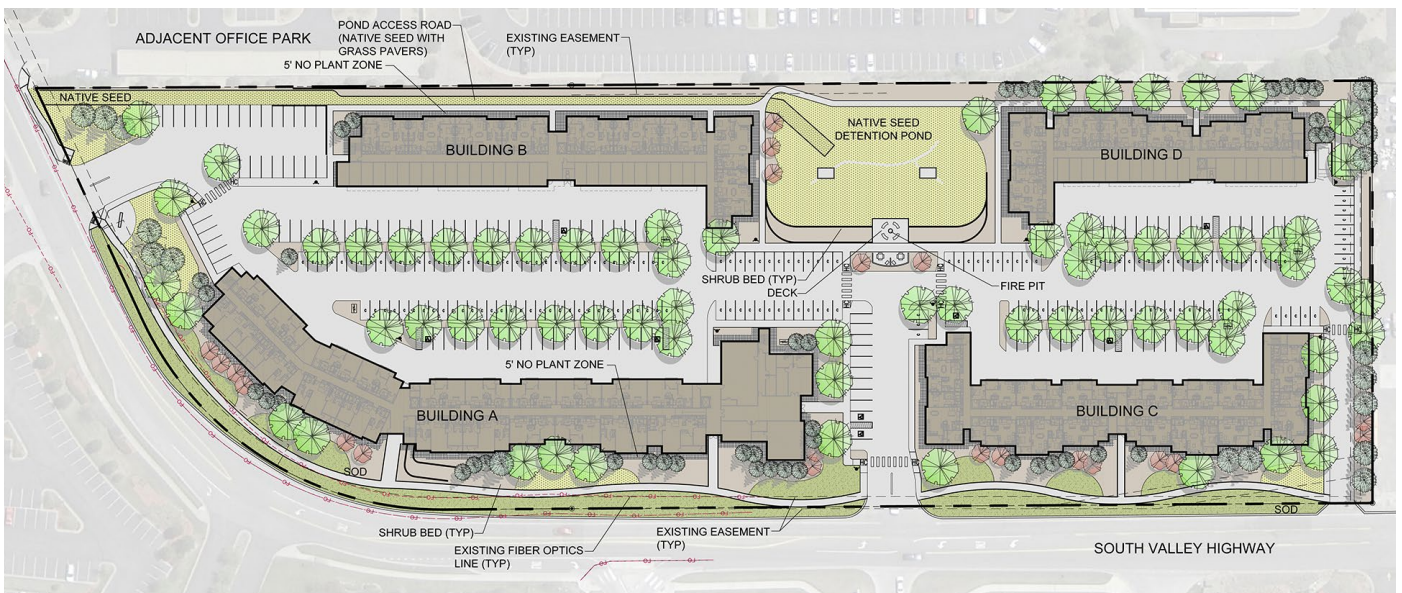 ADJACENT OFFICE PARK
POND ACCESS ROAD
(NATIVE SEED WITH
GRASS PAVERS)
5' NO PLANT ZONE
EXISTING EASEMENT
(TYP)
NATIVE SEED
NATIVE SEED
DETENTION POND
BUILDING B
BUILDING D
SHRUB BED (TYP)
DECK
FIRE PIT
5' NO PLANT ZONE
BUILDING A
BUILDING C
SOD
SOD
SHRUB BED (TYP)
EXISTING FIBER OPTICS
LINE (TYP)
EXISTING EASEMENT
(TYP)
SOUTH VALLEY HIGHWAY